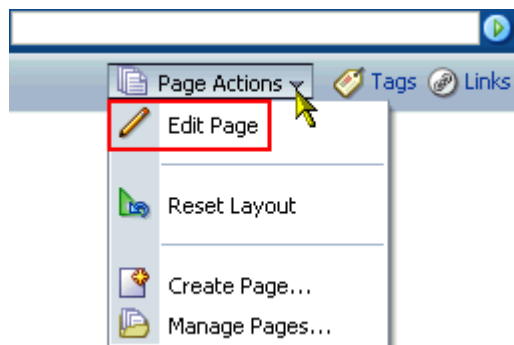 Page Actions Tags Links
Edit Page
Reset Layout
Create Page...
Manage Pages...